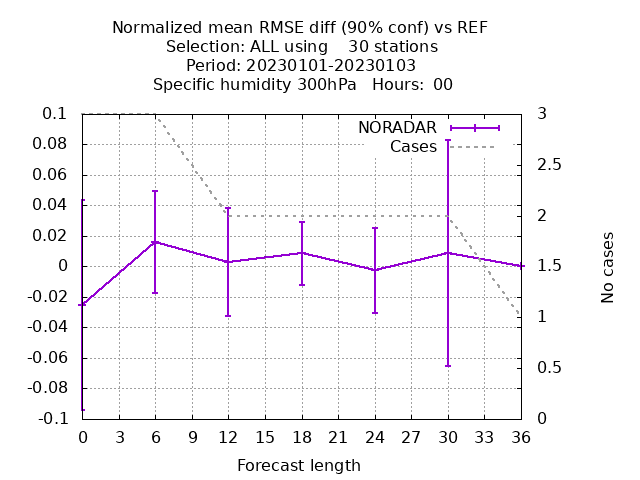 Normalized mean RMSE diff (90% conf) vs REF
Selection: ALL using    30 stations
Period: 20230101-20230103
Specific humidity 300hPa   Hours:  00
NORADAR
Cases
0.1
0.08
0.06
0.04
0.02
0
-0.02
-0.04
-0.06
-0.08
-0.1
3
2.5
2
1.5
1
0.5
0
No cases
0 3 6 9 12 15 18 21 24 27 30 33 36
Forecast length